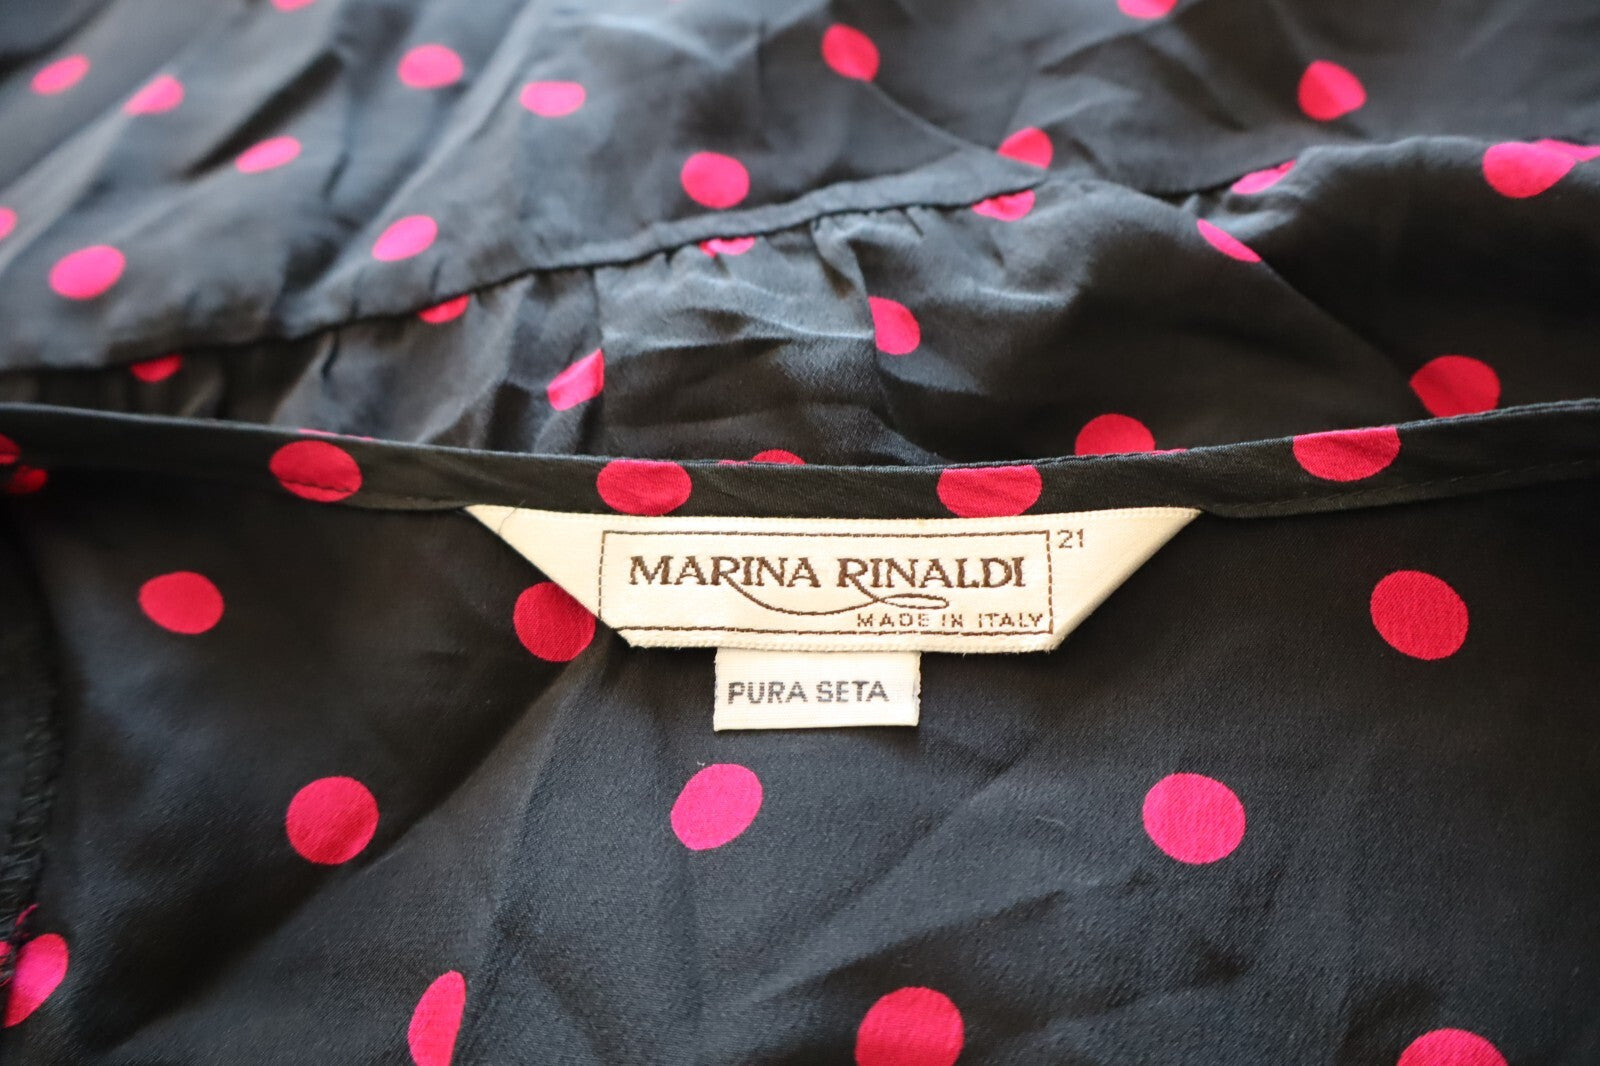 MARINA RINALDI 21
MADE IN ITALY
PURA SETA